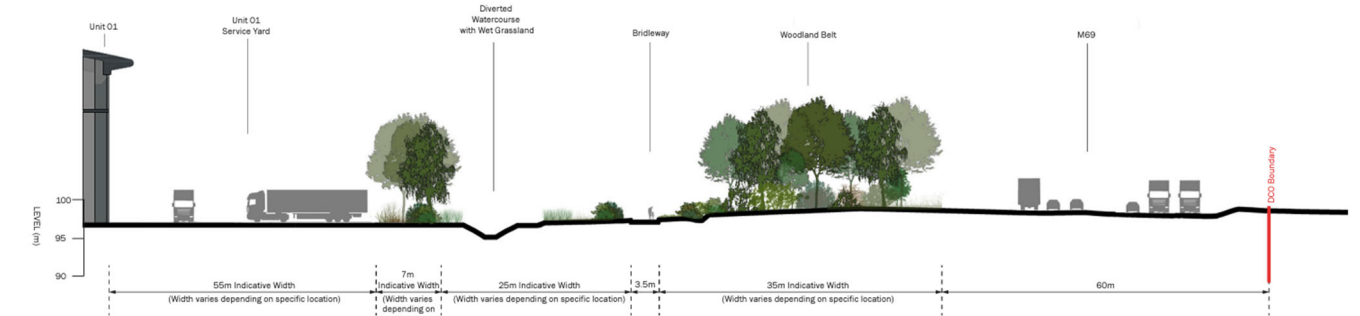 Unit 01
Unit 01
Service Yard
Diverted
Watercourse
with Wet Grassland
Bridleway
Woodland Belt
M69
DCO Boundary
LEVEL (m)
100
95
90
55m Indicative Width
(Width varies depending on specific location)
7m
Indicative Width
(Width varies
depending on
25m Indicative Width
(Width varies depending on specific location)
3.5m
35m Indicative Width
(Width varies depending on specific location)
60m